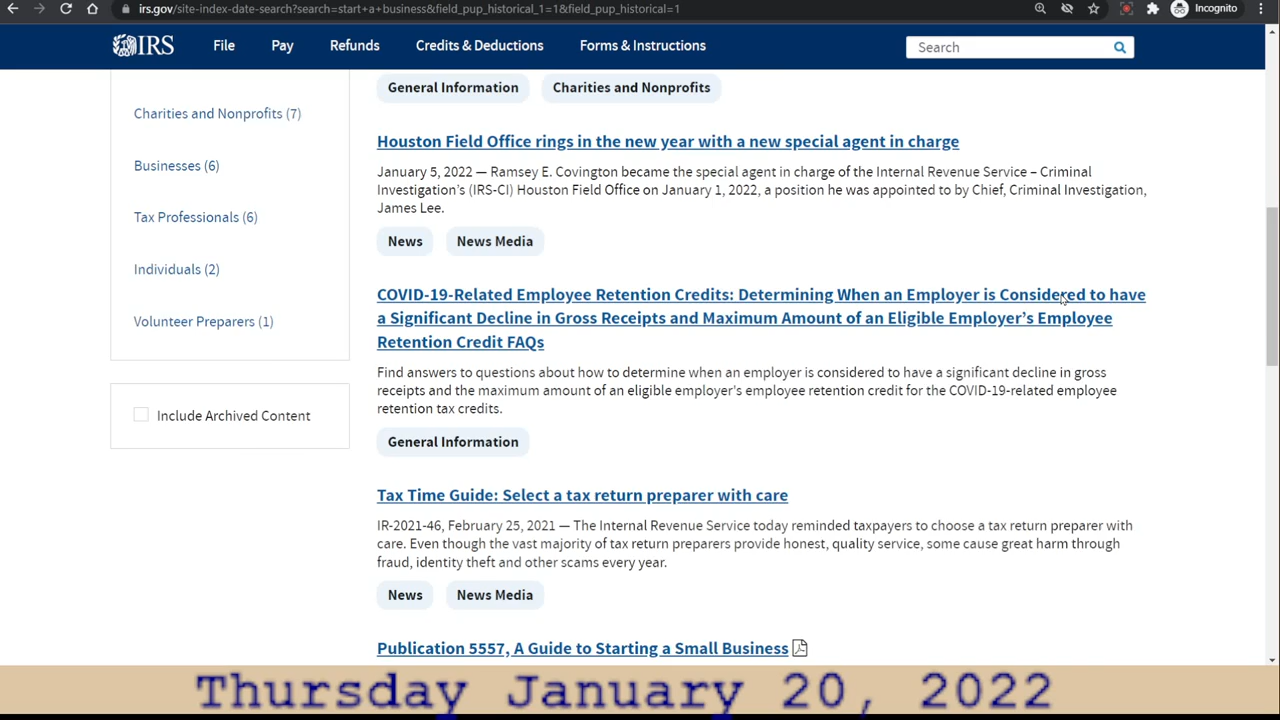 irs.gov/site-index-date-search?search=start+a+business&field_pup_historical_1=1&field_pup_historical=1
Incognito
IRS
File
Pay
Refunds
Credits & Deductions
Forms & Instructions
Search
Charities and Nonprofits (7)
Businesses (6)
Tax Professionals (6)
Individuals (2)
Volunteer Preparers (1)
Include Archived Content
General Information
Charities and Nonprofits
Houston Field Office rings in the new year with a new special agent in charge
January 5, 2022 — Ramsey E. Covington became the special agent in charge of the Internal Revenue Service – Criminal
Investigation's (IRS-CI) Houston Field Office on January 1, 2022, a position he was appointed to by Chief, Criminal Investigation,
James Lee.
News
News Media
COVID-19-Related Employee Retention Credits: Determining When an Employer is Considered to have
a Significant Decline in Gross Receipts and Maximum Amount of an Eligible Employer's Employee
Retention Credit FAQs
Find answers to questions about how to determine when an employer is considered to have a significant decline in gross
receipts and the maximum amount of an eligible employer's employee retention credit for the COVID-19-related employee
retention tax credits.
General Information
Tax Time Guide: Select a tax return preparer with care
IR-2021-46, February 25, 2021 — The Internal Revenue Service today reminded taxpayers to choose a tax return preparer with
care. Even though the vast majority of tax return preparers provide honest, quality service, some cause great harm through
fraud, identity theft and other scams every year.
News
News Media
Publication 5557, A Guide to Starting a Small Business
Thursday January 20, 2022